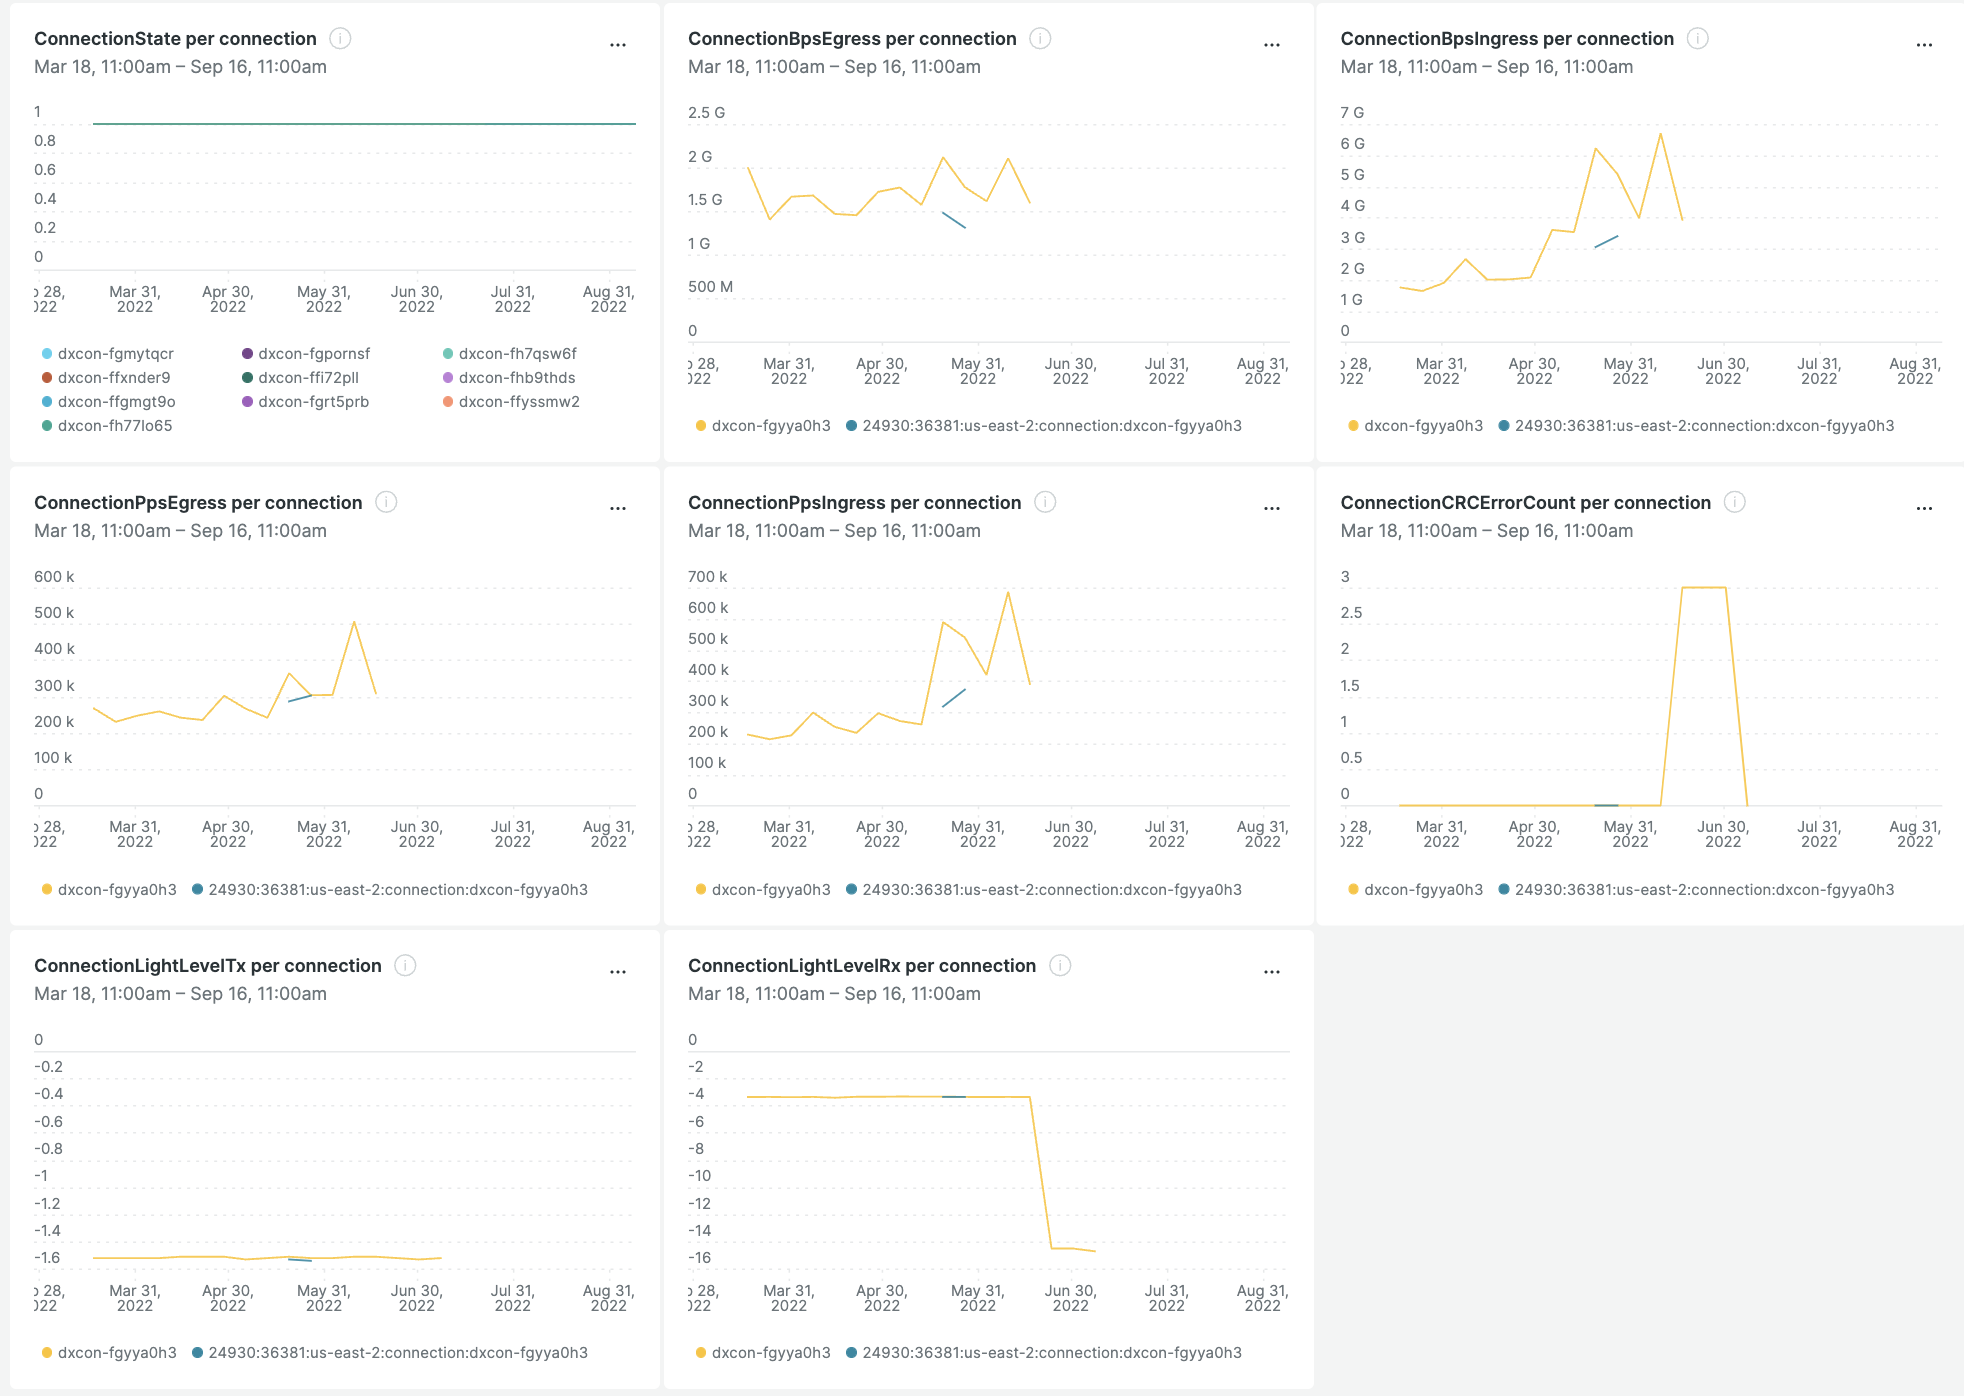 ConnectionState per connection
Mar 18, 11:00am – Sep 16, 11:00am
1
0.8
0.6
0.4
0.2
0
28, Mar 31, Apr 30, May 31, Jun 30, Jul 31, Aug 31,
2022 2022 2022 2022 2022 2022
dxcon-fgmytqcr dxcon-fgpornsf dxcon-fh7qsw6f
dxcon-ffxnder9 dxcon-ffi72pll dxcon-fhb9thds
dxcon-ffgmgt9o dxcon-fgrt5prb dxcon-ffyssmw2
dxcon-fh77lo65
ConnectionBpsEgress per connection
Mar 18, 11:00am – Sep 16, 11:00am
2.5 G
2 G
1.5 G
1 G
500 M
0
28, Mar 31, Apr 30, May 31, Jun 30, Jul 31, Aug 31,
2022 2022 2022 2022 2022 2022
dxcon-fgyya0h3 24930:36381:us-east-2:connection:dxcon-fgyya0h3
ConnectionBpsIngress per connection
Mar 18, 11:00am – Sep 16, 11:00am
7 G
6 G
5 G
4 G
3 G
2 G
1 G
0
28, Mar 31, Apr 30, May 31, Jun 30, Jul 31, Aug 31,
2022 2022 2022 2022 2022 2022
dxcon-fgyya0h3 24930:36381:us-east-2:connection:dxcon-fgyya0h3
ConnectionPpsEgress per connection
Mar 18, 11:00am – Sep 16, 11:00am
600 k
500 k
400 k
300 k
200 k
100 k
0
28, Mar 31, Apr 30, May 31, Jun 30, Jul 31, Aug 31,
2022 2022 2022 2022 2022 2022
dxcon-fgyya0h3 24930:36381:us-east-2:connection:dxcon-fgyya0h3
ConnectionPpsIngress per connection
Mar 18, 11:00am – Sep 16, 11:00am
700 k
600 k
500 k
400 k
300 k
200 k
100 k
0
28, Mar 31, Apr 30, May 31, Jun 30, Jul 31, Aug 31,
2022 2022 2022 2022 2022 2022
dxcon-fgyya0h3 24930:36381:us-east-2:connection:dxcon-fgyya0h3
ConnectionCRCErrorCount per connection
Mar 18, 11:00am – Sep 16, 11:00am
3
2.5
2
1.5
1
0.5
0
28, Mar 31, Apr 30, May 31, Jun 30, Jul 31, Aug 31,
2022 2022 2022 2022 2022 2022
dxcon-fgyya0h3 24930:36381:us-east-2:connection:dxcon-fgyya0h3
ConnectionLightLevelTx per connection
Mar 18, 11:00am – Sep 16, 11:00am
0
-0.2
-0.4
-0.6
-0.8
-1
-1.2
-1.4
-1.6
28, Mar 31, Apr 30, May 31, Jun 30, Jul 31, Aug 31,
2022 2022 2022 2022 2022 2022
dxcon-fgyya0h3 24930:36381:us-east-2:connection:dxcon-fgyya0h3
ConnectionLightLevelRx per connection
Mar 18, 11:00am – Sep 16, 11:00am
0
-2
-4
-6
-8
-10
-12
-14
-16
28, Mar 31, Apr 30, May 31, Jun 30, Jul 31, Aug 31,
2022 2022 2022 2022 2022 2022
dxcon-fgyya0h3 24930:36381:us-east-2:connection:dxcon-fgyya0h3